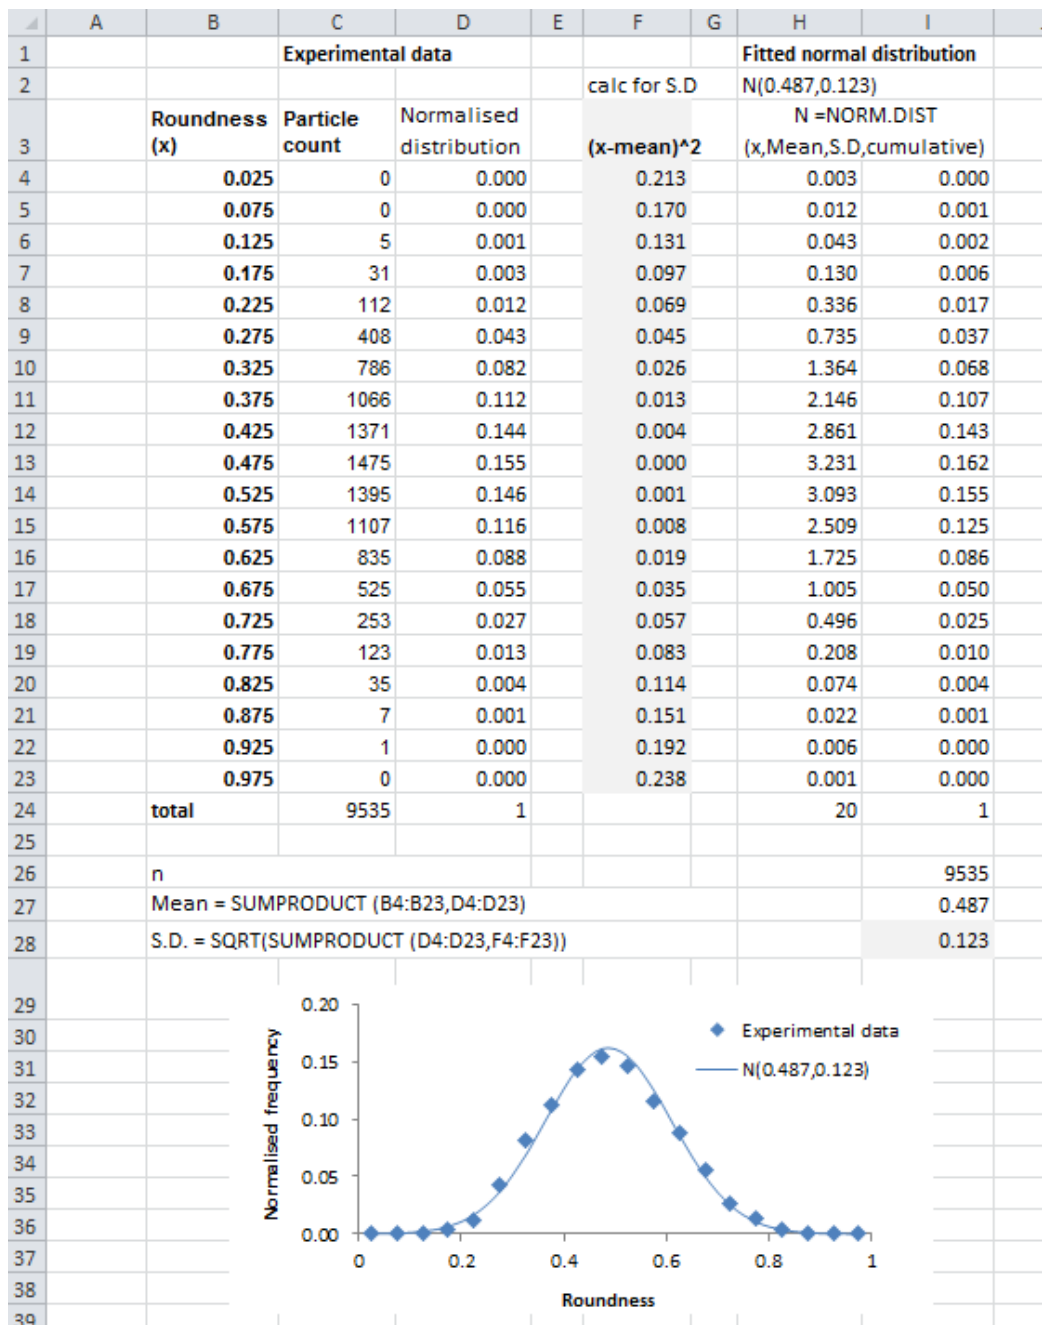 A B C D E F G H I
1 Experimental data Fitted normal distribution
2 calc for S.D N(0.487,0.123)
Roundness Particle Normalised N =NORM.DIST
3 (x) count distribution (x-mean)^2 (x,Mean,S.D,cumulative)
4 0.025 0 0.000 0.213 0.003 0.000
5 0.075 0 0.000 0.170 0.012 0.001
6 0.125 5 0.001 0.131 0.043 0.002
7 0.175 31 0.003 0.097 0.130 0.006
8 0.225 112 0.012 0.069 0.336 0.017
9 0.275 408 0.043 0.045 0.735 0.037
10 0.325 786 0.082 0.026 1.364 0.068
11 0.375 1066 0.112 0.013 2.146 0.107
12 0.425 1371 0.144 0.004 2.861 0.143
13 0.475 1475 0.155 0.000 3.231 0.162
14 0.525 1395 0.146 0.001 3.093 0.155
15 0.575 1107 0.116 0.008 2.509 0.125
16 0.625 835 0.088 0.019 1.725 0.086
17 0.675 525 0.055 0.035 1.005 0.050
18 0.725 253 0.027 0.057 0.496 0.025
19 0.775 123 0.013 0.083 0.208 0.010
20 0.825 35 0.004 0.114 0.074 0.004
21 0.875 7 0.001 0.151 0.022 0.001
22 0.925 1 0.000 0.192 0.006 0.000
23 0.975 0 0.000 0.238 0.001 0.000
24 total 9535 1 20 1
25
26 n 9535
27 Mean = SUMPRODUCT (B4:B23,D4:D23) 0.487
28 S.D. = SQRT(SUMPRODUCT (D4:D23,F4:F23)) 0.123
29 0.20
30 Experimental data
31 0.15 N(0.487,0.123)
32
33 0.10
34
35 0.05
36 0.00
37 0 0.2 0.4 0.6 0.8 1
38 Roundness
39
Normalised frequency